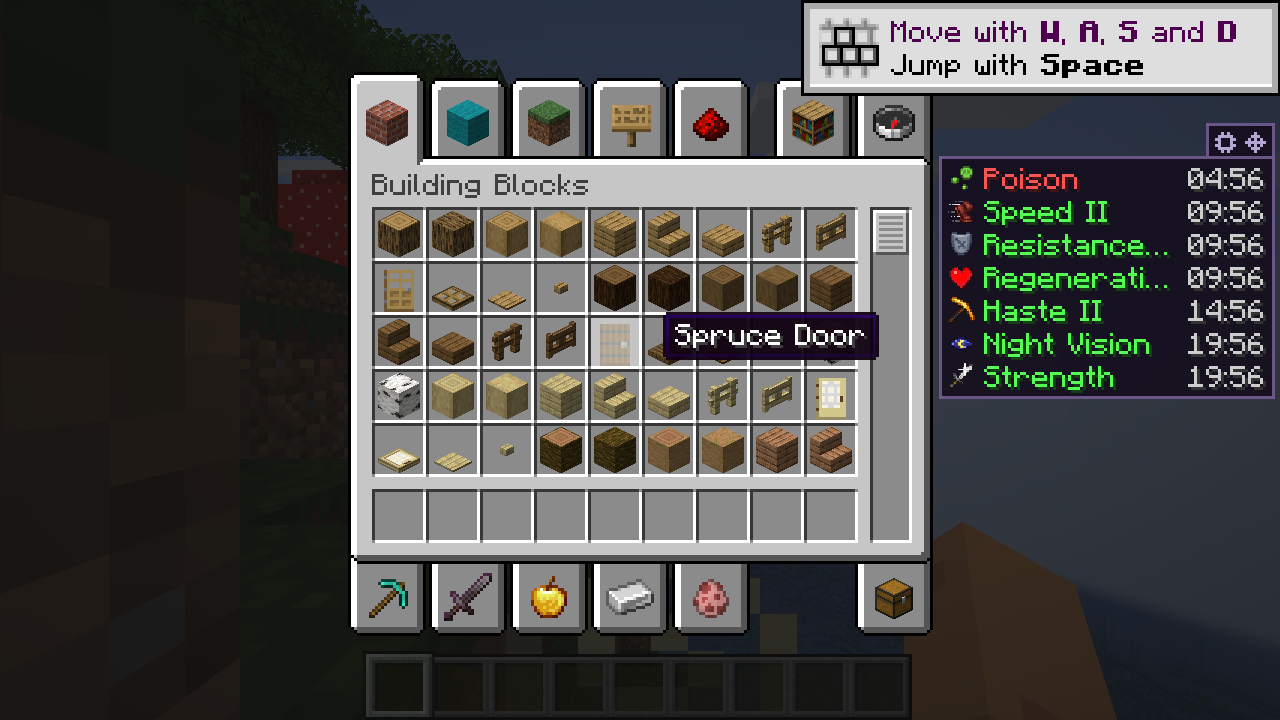 Move with W, A, S and D
Jump with Space
Building Blocks
Spruce Door
Poison 04:56
Speed II 09:56
Resistance... 09:56
Regenerati... 09:56
Haste II 14:56
Night Vision 19:56
Strength 19:56